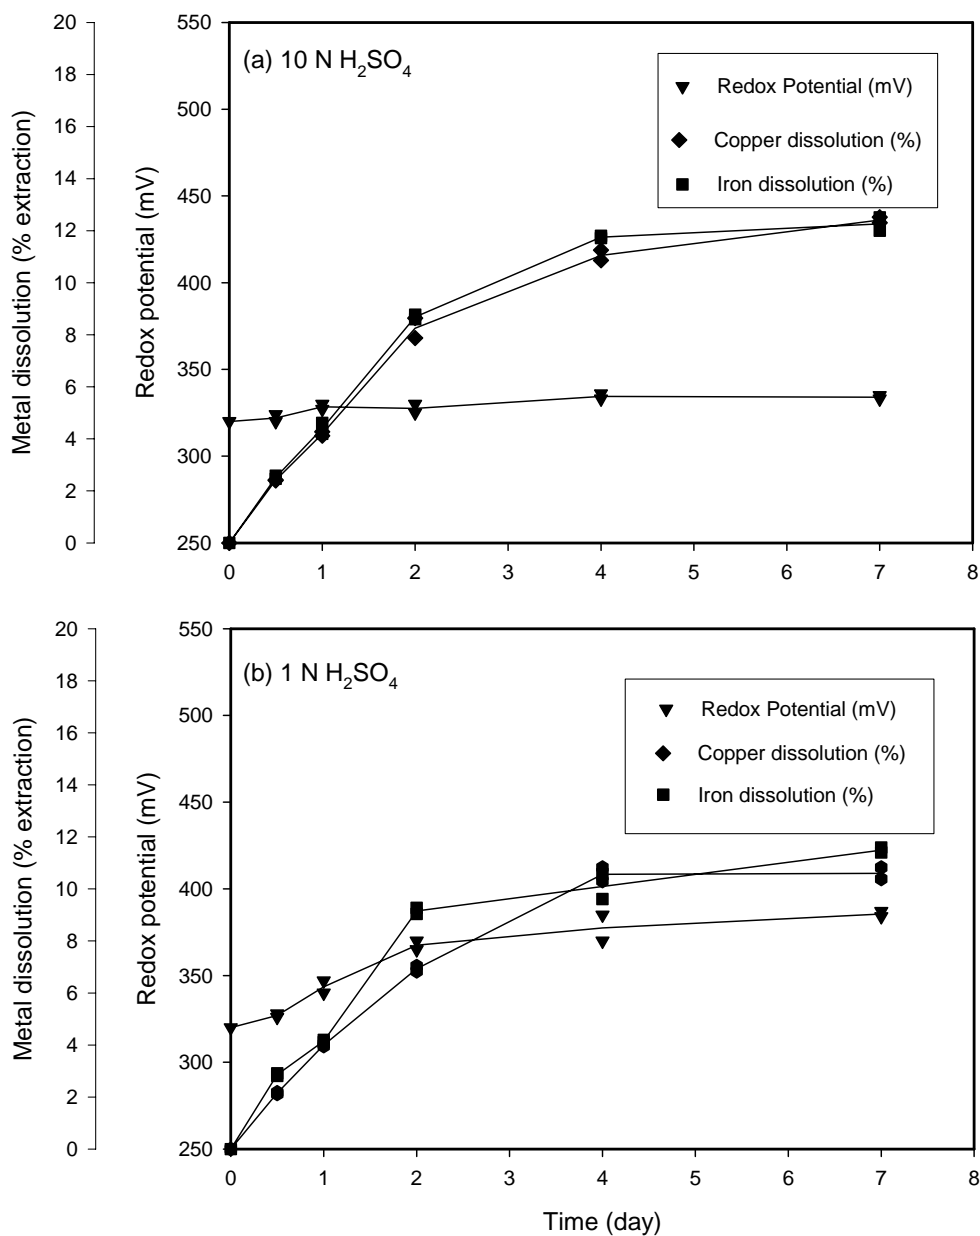 (a) 10 N H₂SO₄
Redox Potential (mV)
Copper dissolution (%)
Iron dissolution (%)
Metal dissolution (% extraction)
20
18
16
14
12
10
8
6
4
2
0
Redox potential (mV)
550
500
450
400
350
300
250
0 1 2 3 4 5 6 7 8
(b) 1 N H₂SO₄
Redox Potential (mV)
Copper dissolution (%)
Iron dissolution (%)
Metal dissolution (% extraction)
20
18
16
14
12
10
8
6
4
2
0
Redox potential (mV)
550
500
450
400
350
300
250
0 1 2 3 4 5 6 7 8
Time (day)